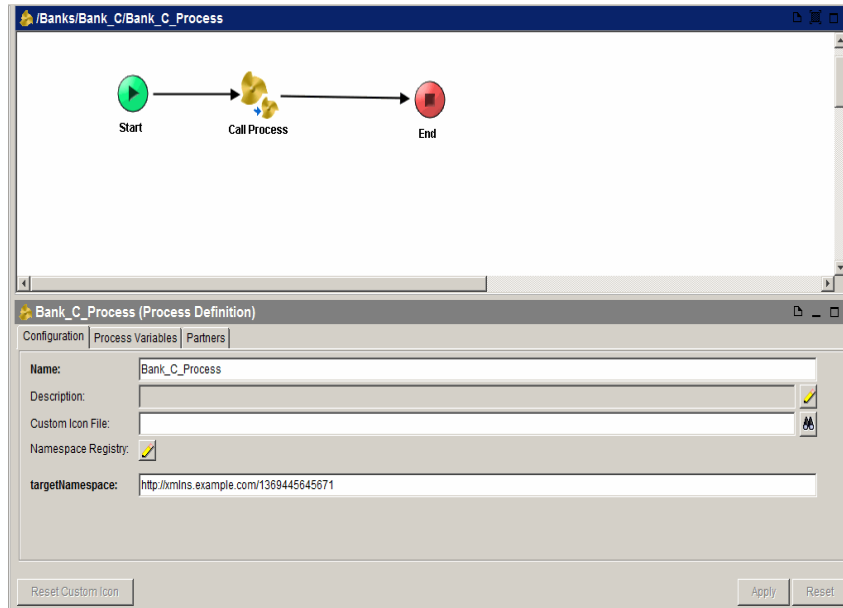 /Banks/Bank_C/Bank_C_Process
Start
Call Process
End
Bank_C_Process (Process Definition)
Configuration Process Variables Partners
Name: Bank_C_Process
Description:
Custom Icon File:
Namespace Registry:
targetNamespace: http://xmlns.example.com/1369445645671
Reset Custom Icon Apply Reset